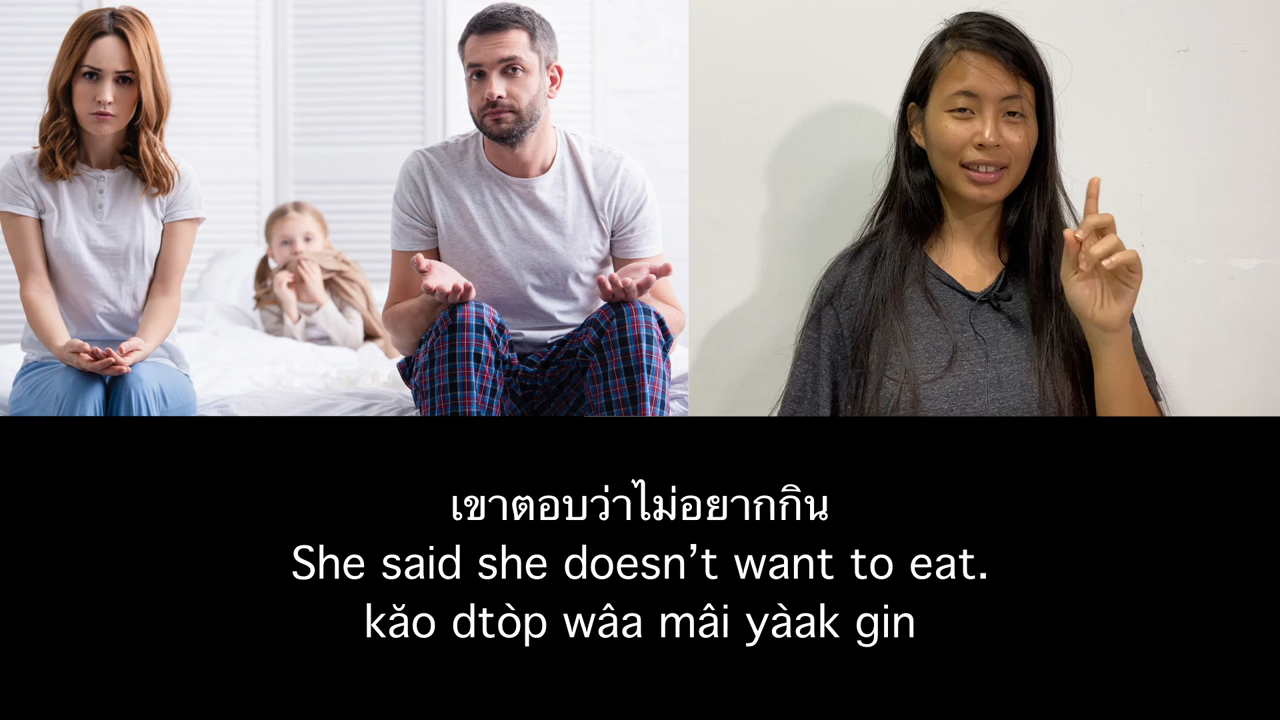 เขาตอบว่าไม่อยากกิน
She said she doesn’t want to eat.
kǎo dtòp wâa mâi yàak gin